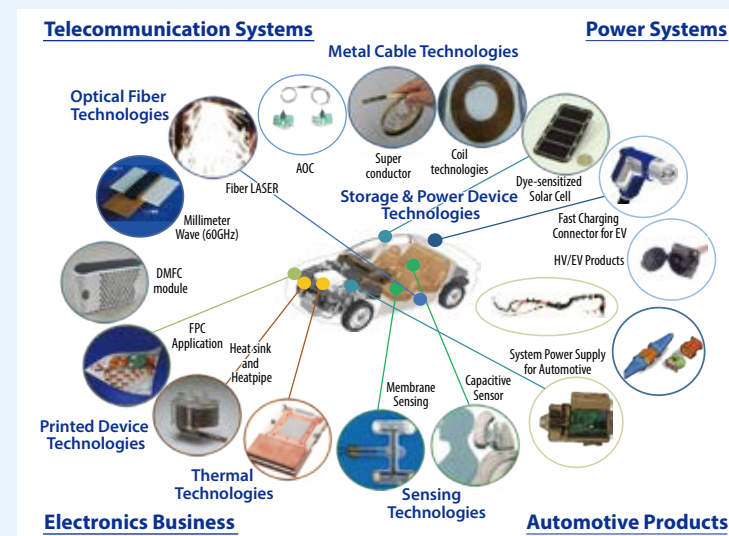 Telecommunication Systems
Power Systems
Metal Cable Technologies
Optical Fiber
Technologies
AOC
Super
conductor
Coil
technologies
Fiber LASER
Dye-sensitized
Solar Cell
Storage & Power Device
Technologies
Millimeter
Wave (60GHz)
Fast Charging
Connector for EV
HV/EV Products
DMFC
module
FPC
Application
Heat sink
and
Heatpipe
System Power Supply
for Automotive
Membrane
Sensing
Capacitive
Sensor
Printed Device
Technologies
Thermal
Technologies
Sensing
Technologies
Electronics Business
Automotive Products